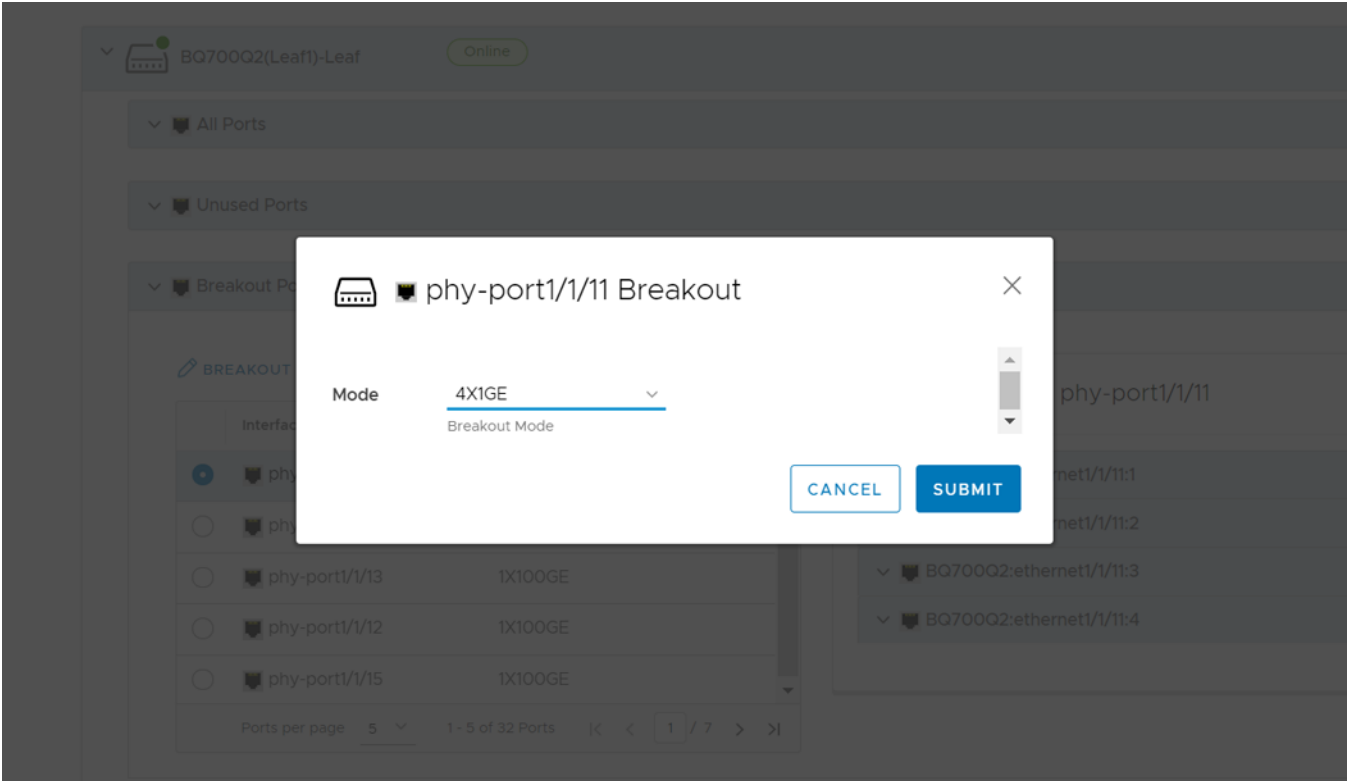 BQ700Q2(Leaf1)-Leaf Online
All Ports
Unused Ports
Breakout Po
phy-port1/1/11 Breakout
Mode 4X1GE
Breakout Mode
CANCEL SUBMIT
BREAKOUT
phy-port1/1/11
Interfac
phy
net1/1/11:1
phy
net1/1/11:2
phy-port1/1/13 1X100GE
BQ700Q2:ethernet1/1/11:3
phy-port1/1/12 1X100GE
BQ700Q2:ethernet1/1/11:4
phy-port1/1/15 1X100GE
Ports per page 5 1 - 5 of 32 Ports 1 / 7